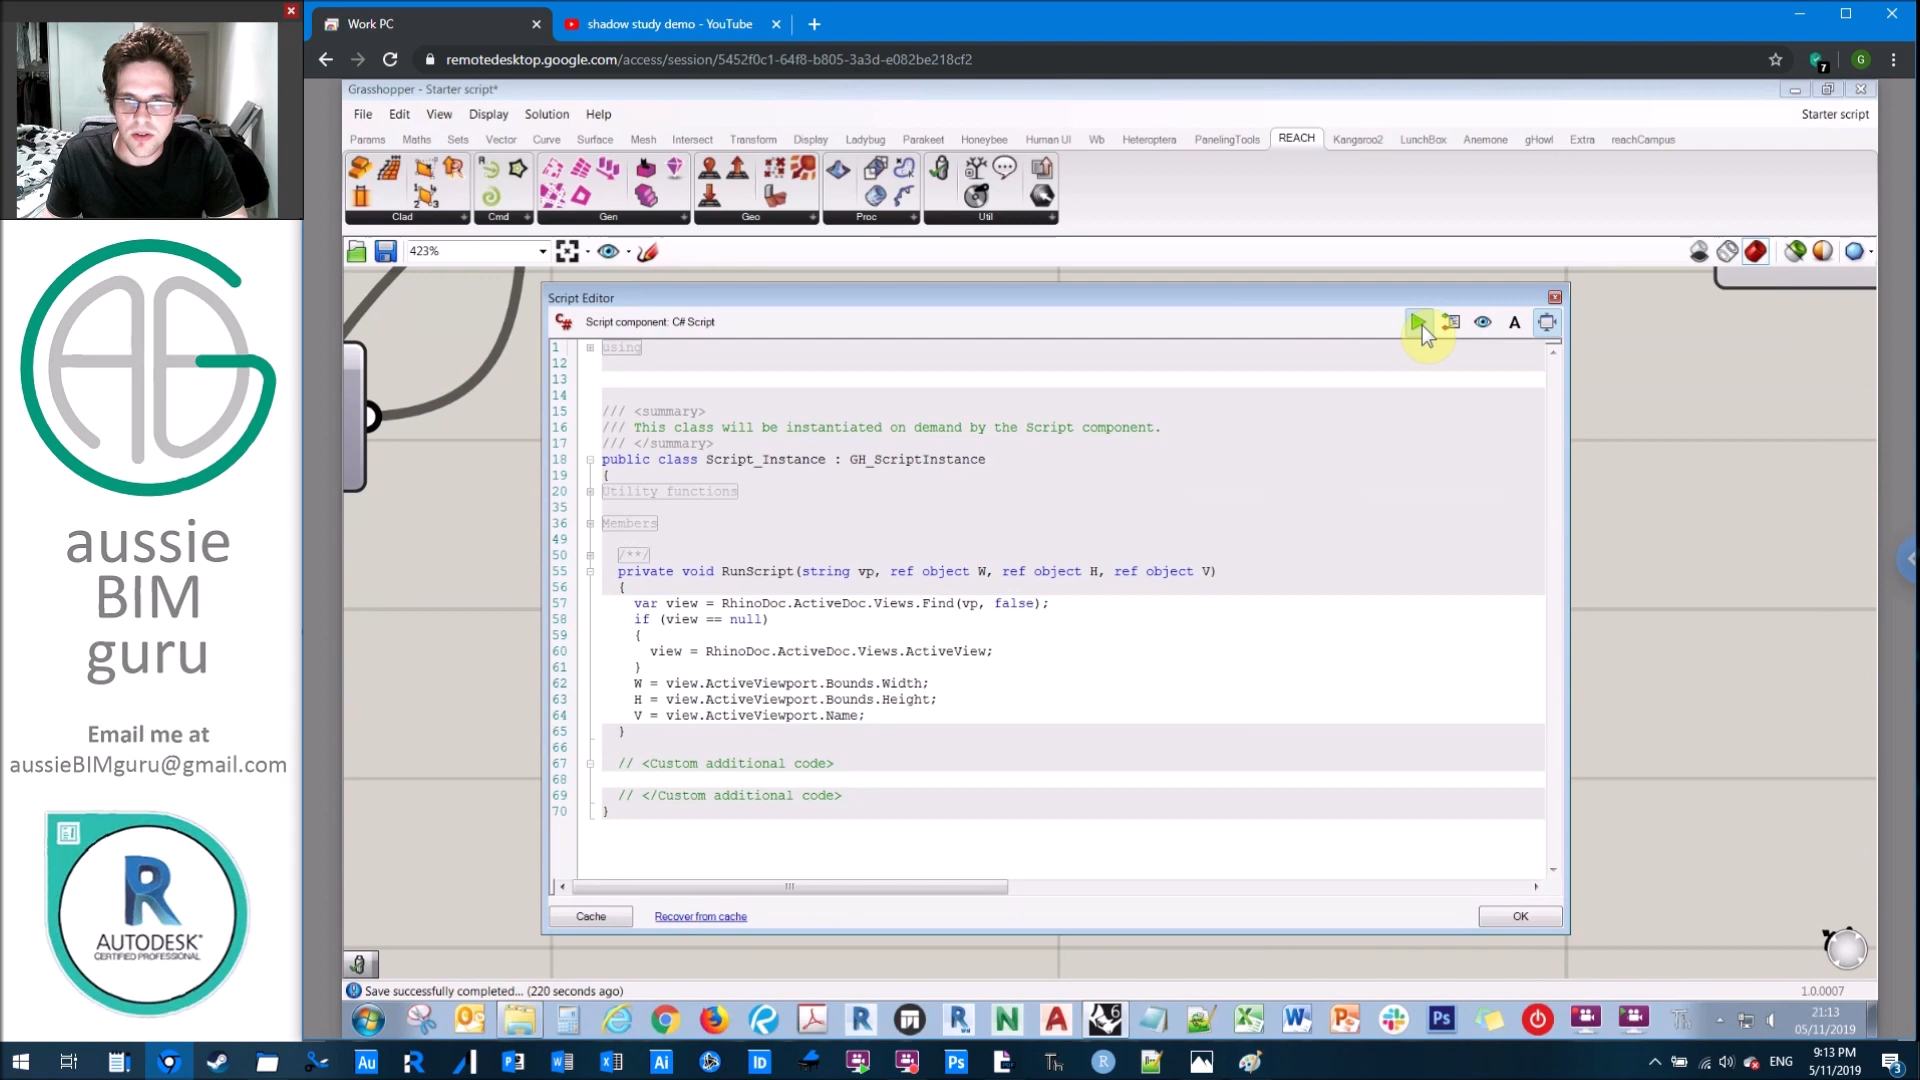 Work PC
shadow study demo - YouTube
remotedesktop.google.com/access/session/5452f0c1-64f8-b805-3a3d-e082be218cf2
G
7
Grasshopper - Starter script*
File Edit View Display Solution Help
Starter script
Params Maths Sets Vector Curve Surface Mesh Intersect Transform Display Ladybug Parakeet Honeybee Human UI Wb Heteroptera PanelingTools REACH Kangaroo2 LunchBox Anemone gHowl Extra reachCampus
Clad Cmd Gen Geo Proc Util
423%
Script Editor
Script component: C# Script
A
1 using
12
13
14
15 /// <summary>
16 /// This class will be instantiated on demand by the Script component.
17 /// </summary>
18 public class Script_Instance : GH_ScriptInstance
19 {
20 Utility functions
35
36 Members
49
50 /**/
55 private void RunScript(string vp, ref object W, ref object H, ref object V)
56 {
57 var view = RhinoDoc.ActiveDoc.Views.Find(vp, false);
58 if (view == null)
59 {
60 view = RhinoDoc.ActiveDoc.Views.ActiveView;
61 }
62 W = view.ActiveViewport.Bounds.Width;
63 H = view.ActiveViewport.Bounds.Height;
64 V = view.ActiveViewport.Name;
65 }
66
67 // <Custom additional code>
68
69 // </Custom additional code>
70 }
Cache Recover from cache OK
Save successfully completed... (220 seconds ago)
1.0.0007
21:13
05/11/2019
ENG
9:13 PM
5/11/2019
3
aussie
BIM
guru
Email me at
aussieBIMguru@gmail.com
R
AUTODESK
CERTIFIED PROFESSIONAL